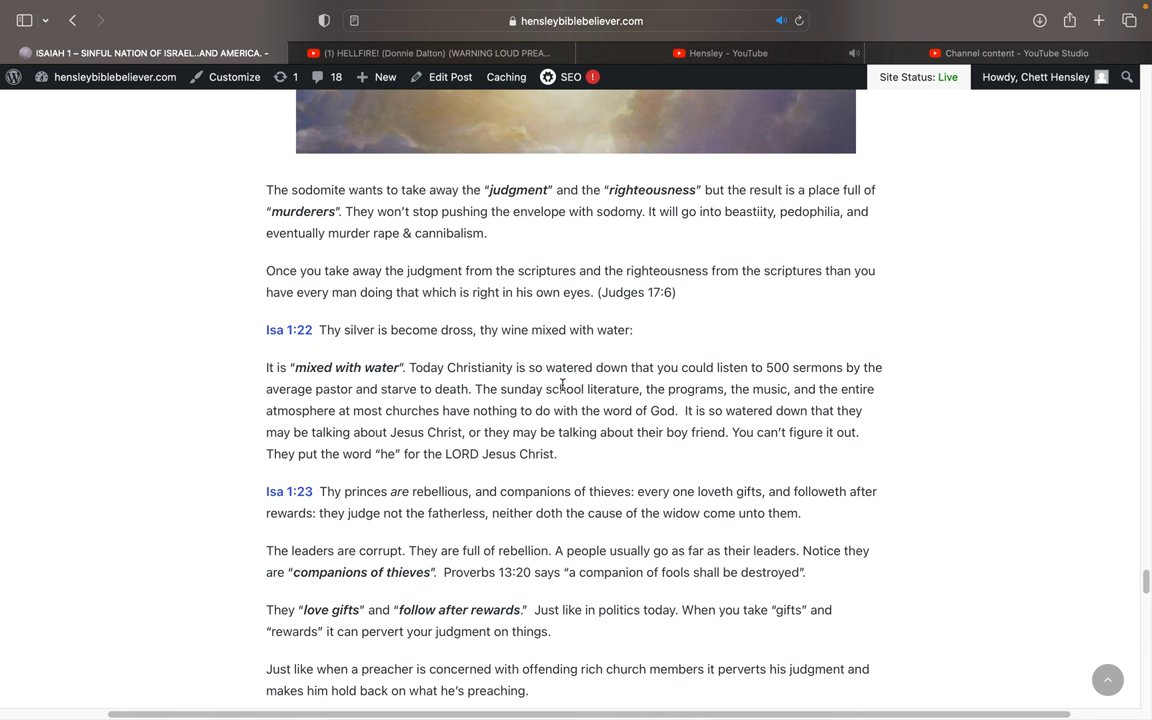 hensleybiblebeliever.com
ISAIAH 1 – SINFUL NATION OF ISRAEL..AND AMERICA. -
(1) HELLFIRE! (Donnie Dalton) (WARNING LOUD PREA...
Hensley - YouTube
Channel content - YouTube Studio
hensleybiblebeliever.com Customize 1 18 New Edit Post Caching SEO ! Site Status: Live Howdy, Chett Hensley
The sodomite wants to take away the “judgment” and the “righteousness” but the result is a place full of
“murderers”. They won’t stop pushing the envelope with sodomy. It will go into beastiity, pedophilia, and
eventually murder rape & cannibalism.
Once you take away the judgment from the scriptures and the righteousness from the scriptures than you
have every man doing that which is right in his own eyes. (Judges 17:6)
Isa 1:22 Thy silver is become dross, thy wine mixed with water:
It is “mixed with water”. Today Christianity is so watered down that you could listen to 500 sermons by the
average pastor and starve to death. The sunday school literature, the programs, the music, and the entire
atmosphere at most churches have nothing to do with the word of God. It is so watered down that they
may be talking about Jesus Christ, or they may be talking about their boy friend. You can’t figure it out.
They put the word “he” for the LORD Jesus Christ.
Isa 1:23 Thy princes are rebellious, and companions of thieves: every one loveth gifts, and followeth after
rewards: they judge not the fatherless, neither doth the cause of the widow come unto them.
The leaders are corrupt. They are full of rebellion. A people usually go as far as their leaders. Notice they
are “companions of thieves”. Proverbs 13:20 says “a companion of fools shall be destroyed”.
They “love gifts” and “follow after rewards.” Just like in politics today. When you take “gifts” and
“rewards” it can pervert your judgment on things.
Just like when a preacher is concerned with offending rich church members it perverts his judgment and
makes him hold back on what he’s preaching.